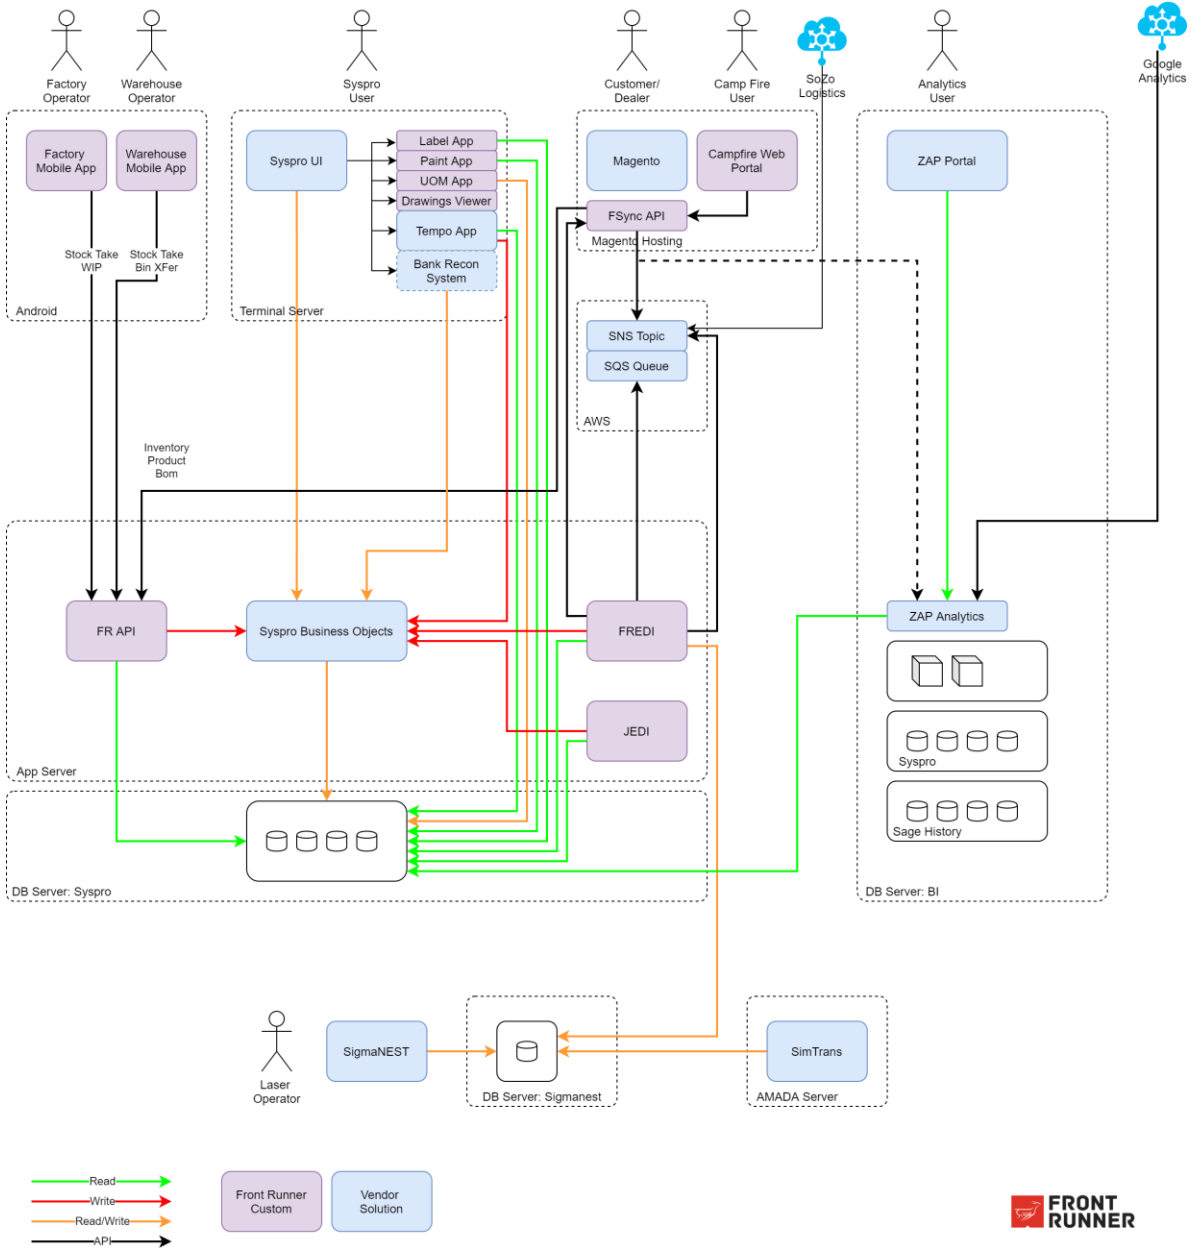 Factory
Operator
Warehouse
Operator
Syspro
User
Customer/
Dealer
Camp Fire
User
SoZo
Logistics
Analytics
User
Google
Analytics
Factory
Mobile App
Warehouse
Mobile App
Stock Take
WIP
Stock Take
Bin XFer
Android
Syspro UI
Label App
Paint App
UOM App
Drawings Viewer
Tempo App
Bank Recon
System
Terminal Server
Magento
Campfire Web
Portal
FSync API
Magento Hosting
ZAP Portal
SNS Topic
SQS Queue
AWS
Inventory
Product
Bom
FR API
Syspro Business Objects
FREDI
JEDI
App Server
DB Server: Syspro
ZAP Analytics
Syspro
Sage History
DB Server: BI
Laser
Operator
SigmaNEST
DB Server: Sigmanest
SimTrans
AMADA Server
Read
Write
Read/Write
API
Front Runner
Custom
Vendor
Solution
FRONT
RUNNER